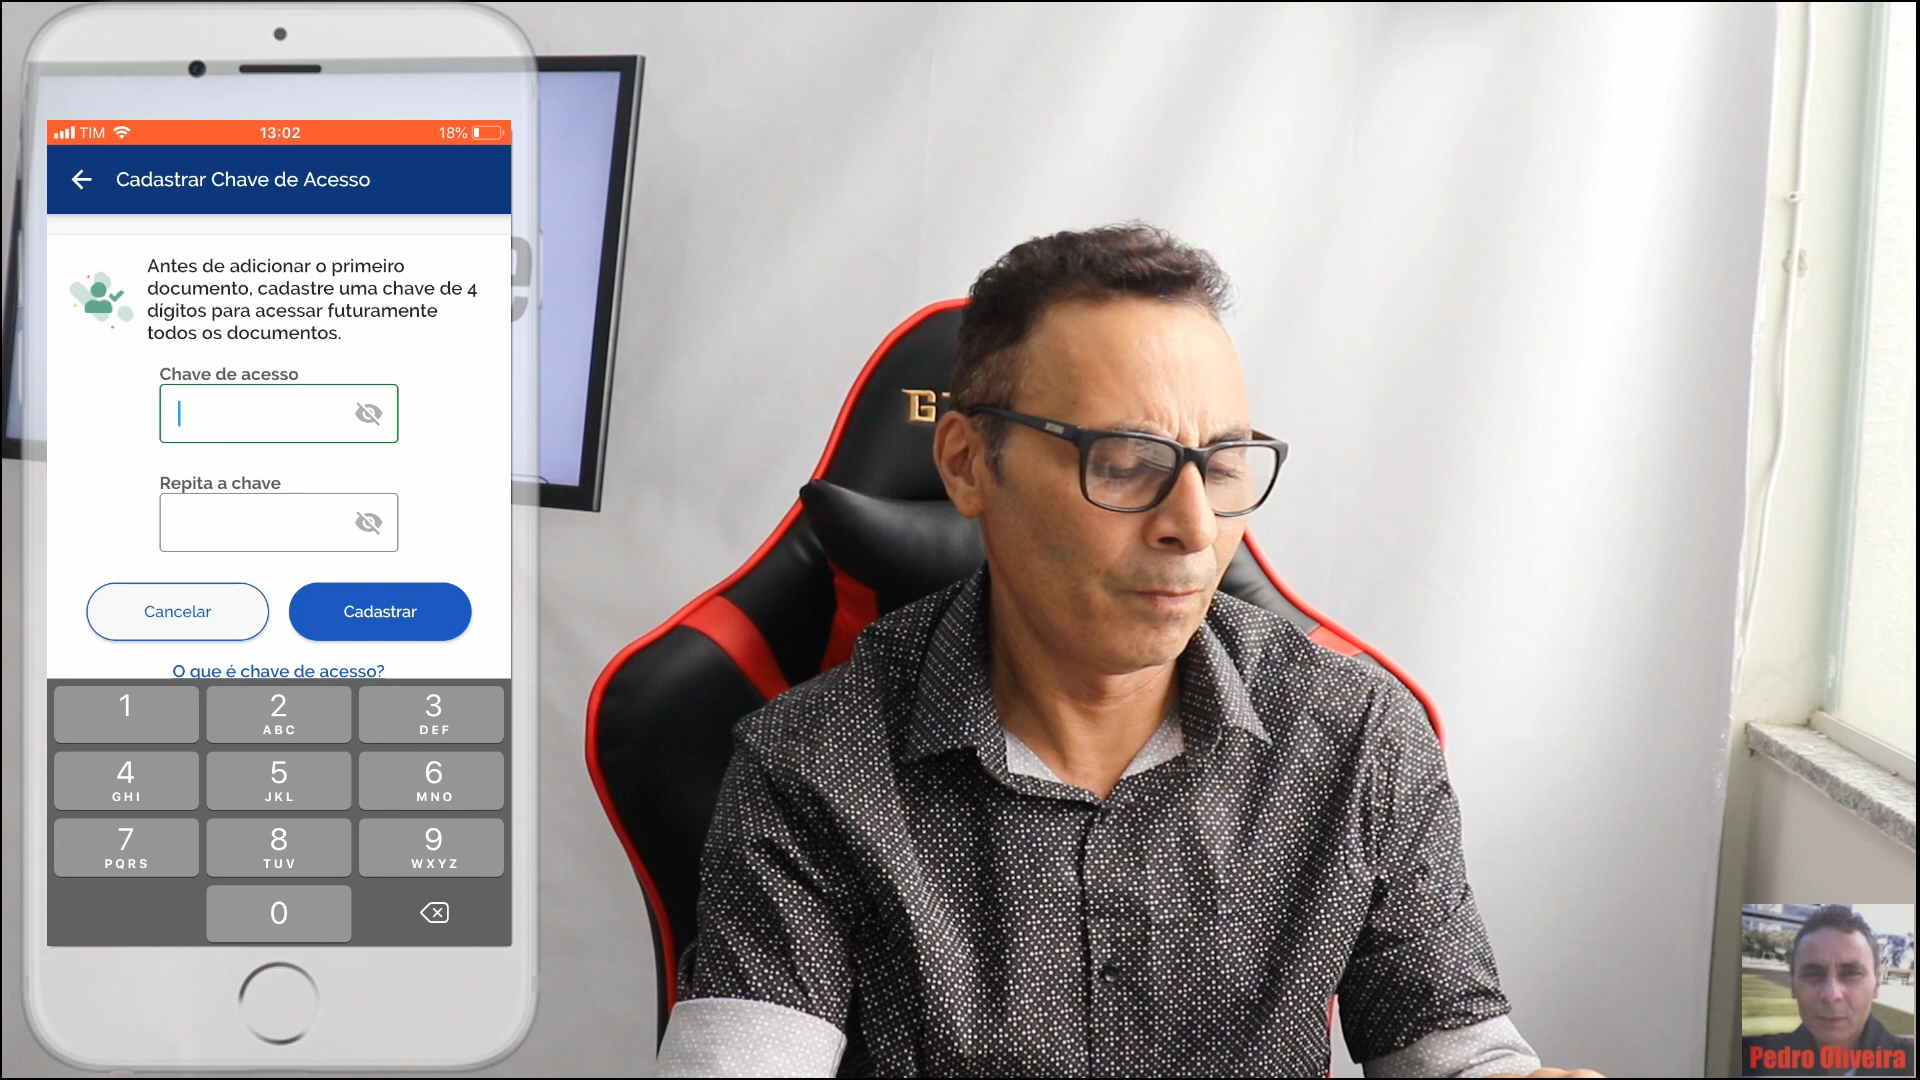 TIM
13:02
18%
Cadastrar Chave de Acesso
Antes de adicionar o primeiro
documento, cadastre uma chave de 4
dígitos para acessar futuramente
todos os documentos.
Chave de acesso
Repita a chave
Cancelar
Cadastrar
O que é chave de acesso?
1
2
ABC
3
DEF
4
GHI
5
JKL
6
MNO
7
PQRS
8
TUV
9
WXYZ
0
Pedro Oliveira